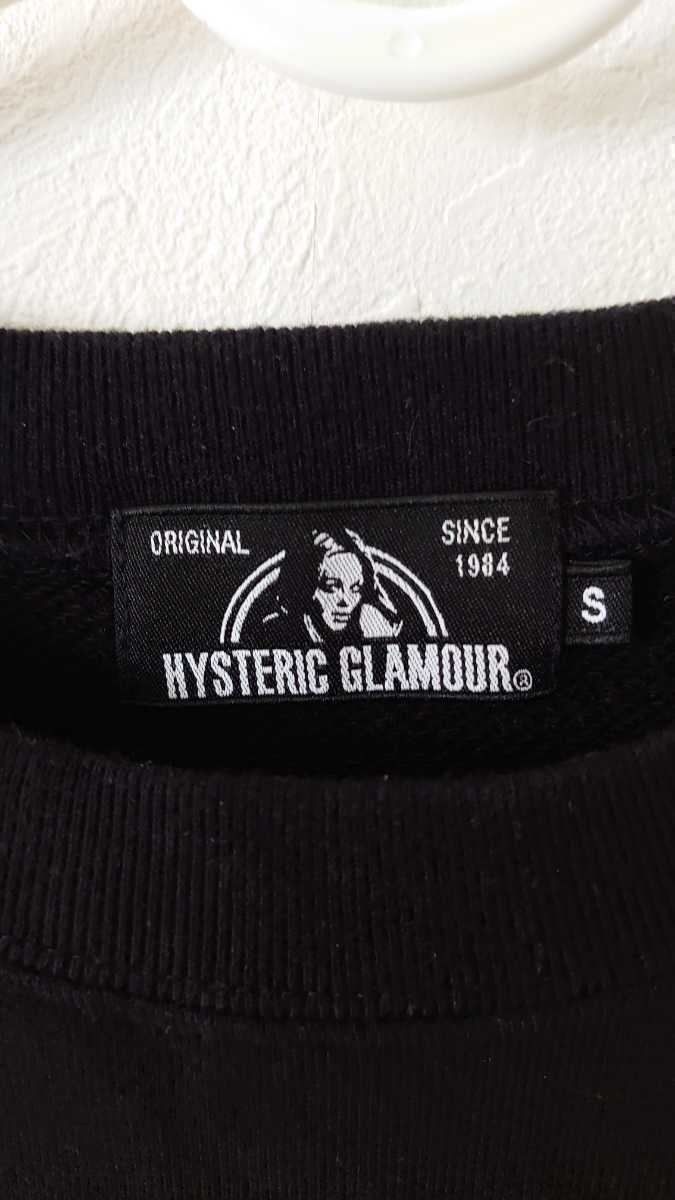 ORIGINAL
SINCE
1984
HYSTERIC GLAMOUR®
S